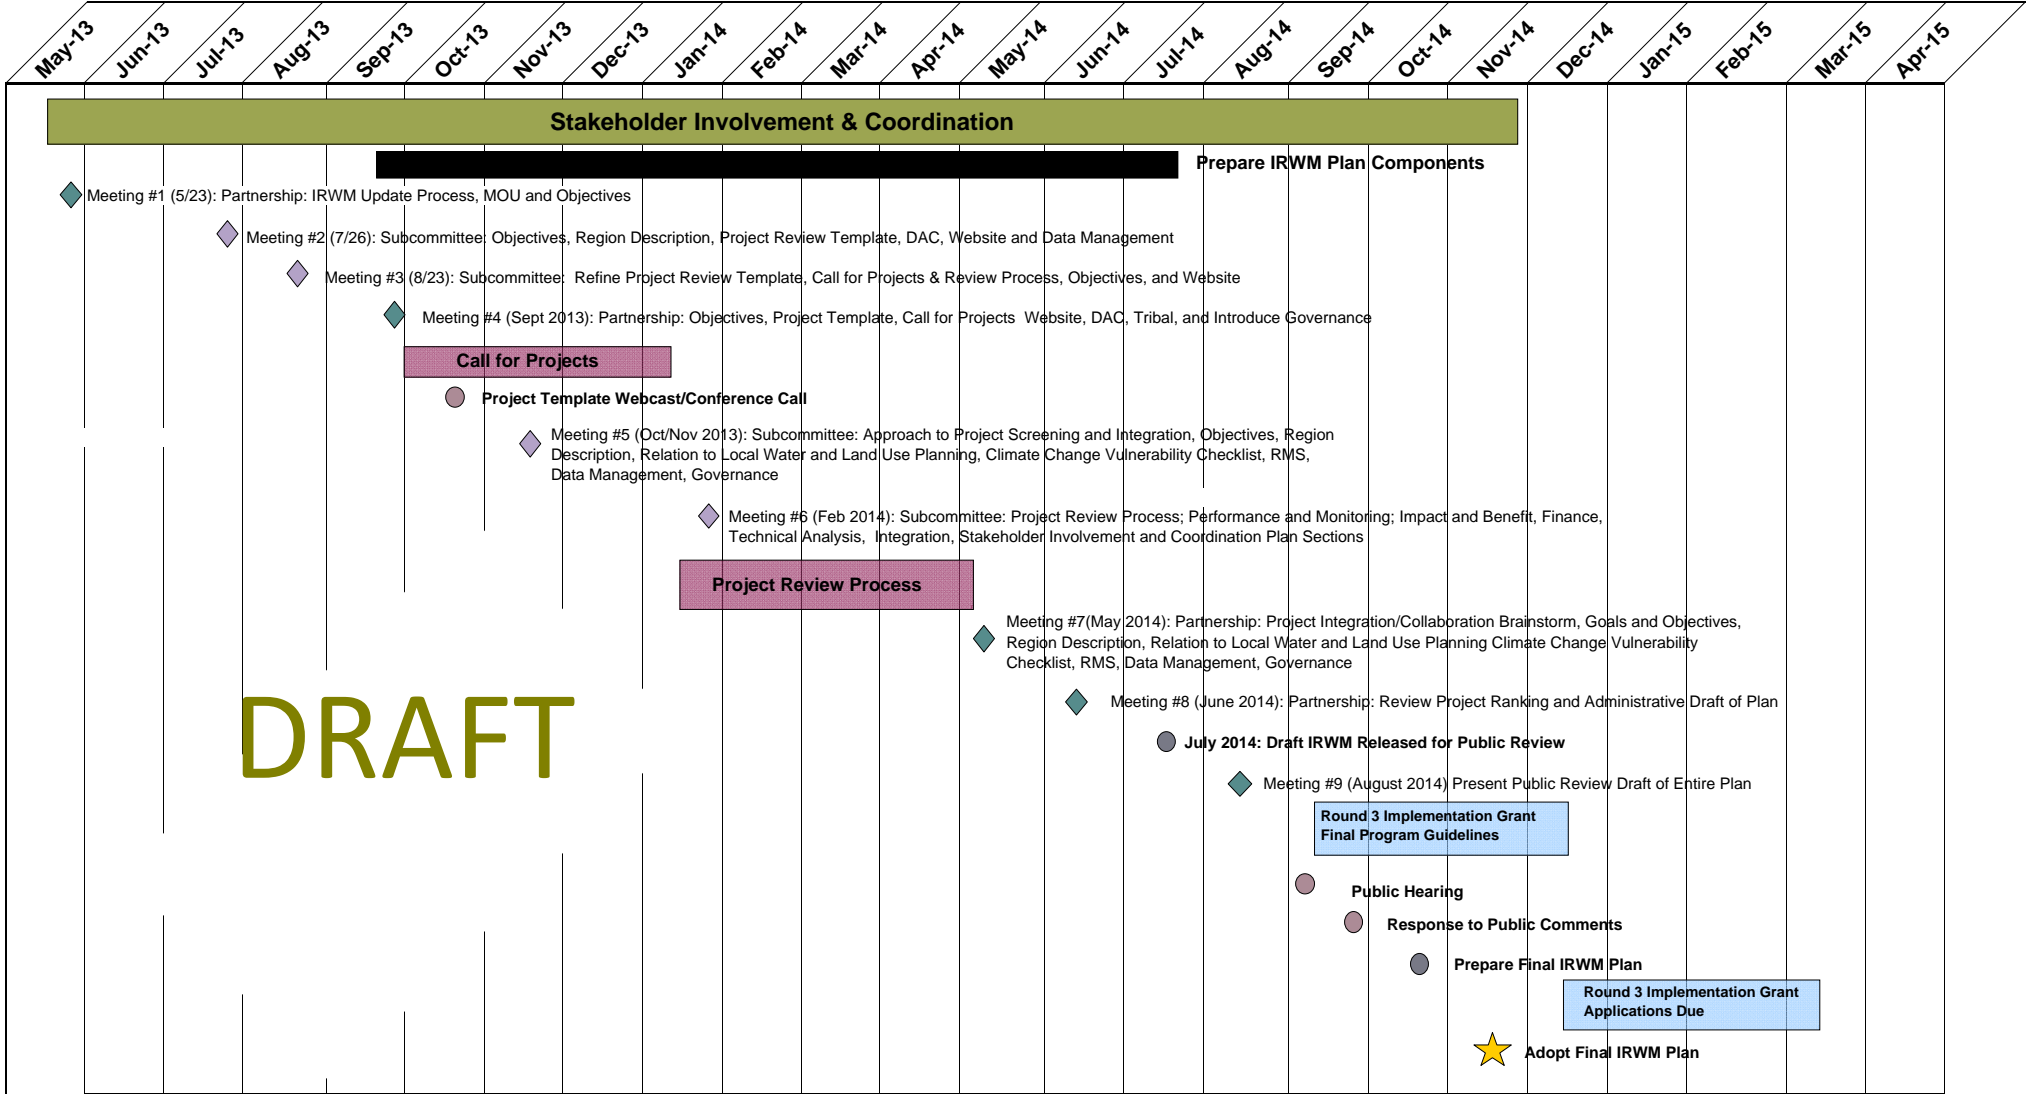 May-13
Jun-13
Jul-13
Aug-13
Sep-13
Oct-13
Nov-13
Dec-13
Jan-14
Feb-14
Mar-14
Apr-14
May-14
Jun-14
Jul-14
Aug-14
Sep-14
Oct-14
Nov-14
Dec-14
Jan-15
Feb-15
Mar-15
Apr-15
Stakeholder Involvement & Coordination
Prepare IRWM Plan Components
Meeting #1 (5/23): Partnership: IRWM Update Process, MOU and Objectives
Meeting #2 (7/26): Subcommittee: Objectives, Region Description, Project Review Template, DAC, Website and Data Management
Meeting #3 (8/23): Subcommittee:  Refine Project Review Template, Call for Projects & Review Process, Objectives, and Website
Meeting #4 (Sept 2013): Partnership: Objectives, Project Template, Call for Projects  Website, DAC, Tribal, and Introduce Governance
Call for Projects
Project Template Webcast/Conference Call
Meeting #5 (Oct/Nov 2013): Subcommittee: Approach to Project Screening and Integration, Objectives, Region
Description, Relation to Local Water and Land Use Planning, Climate Change Vulnerability Checklist, RMS,
Data Management, Governance
Meeting #6 (Feb 2014): Subcommittee: Project Review Process; Performance and Monitoring; Impact and Benefit, Finance,
Technical Analysis,  Integration, Stakeholder Involvement and Coordination Plan Sections
Project Review Process
Meeting #7(May 2014): Partnership: Project Integration/Collaboration Brainstorm, Goals and Objectives,
Region Description, Relation to Local Water and Land Use Planning Climate Change Vulnerability
Checklist, RMS, Data Management, Governance
Meeting #8 (June 2014): Partnership: Review Project Ranking and Administrative Draft of Plan
DRAFT
July 2014: Draft IRWM Released for Public Review
Meeting #9 (August 2014) Present Public Review Draft of Entire Plan
Round 3 Implementation Grant
Final Program Guidelines
Public Hearing
Response to Public Comments
Prepare Final IRWM Plan
Round 3 Implementation Grant
Applications Due
Adopt Final IRWM Plan